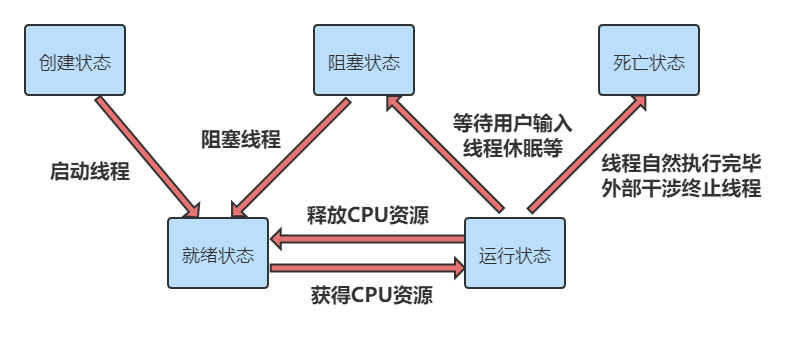 创建状态
阻塞状态
死亡状态
启动线程
阻塞线程
等待用户输入
线程休眠等
线程自然执行完毕
外部干涉终止线程
就绪状态
释放CPU资源
获得CPU资源
运行状态